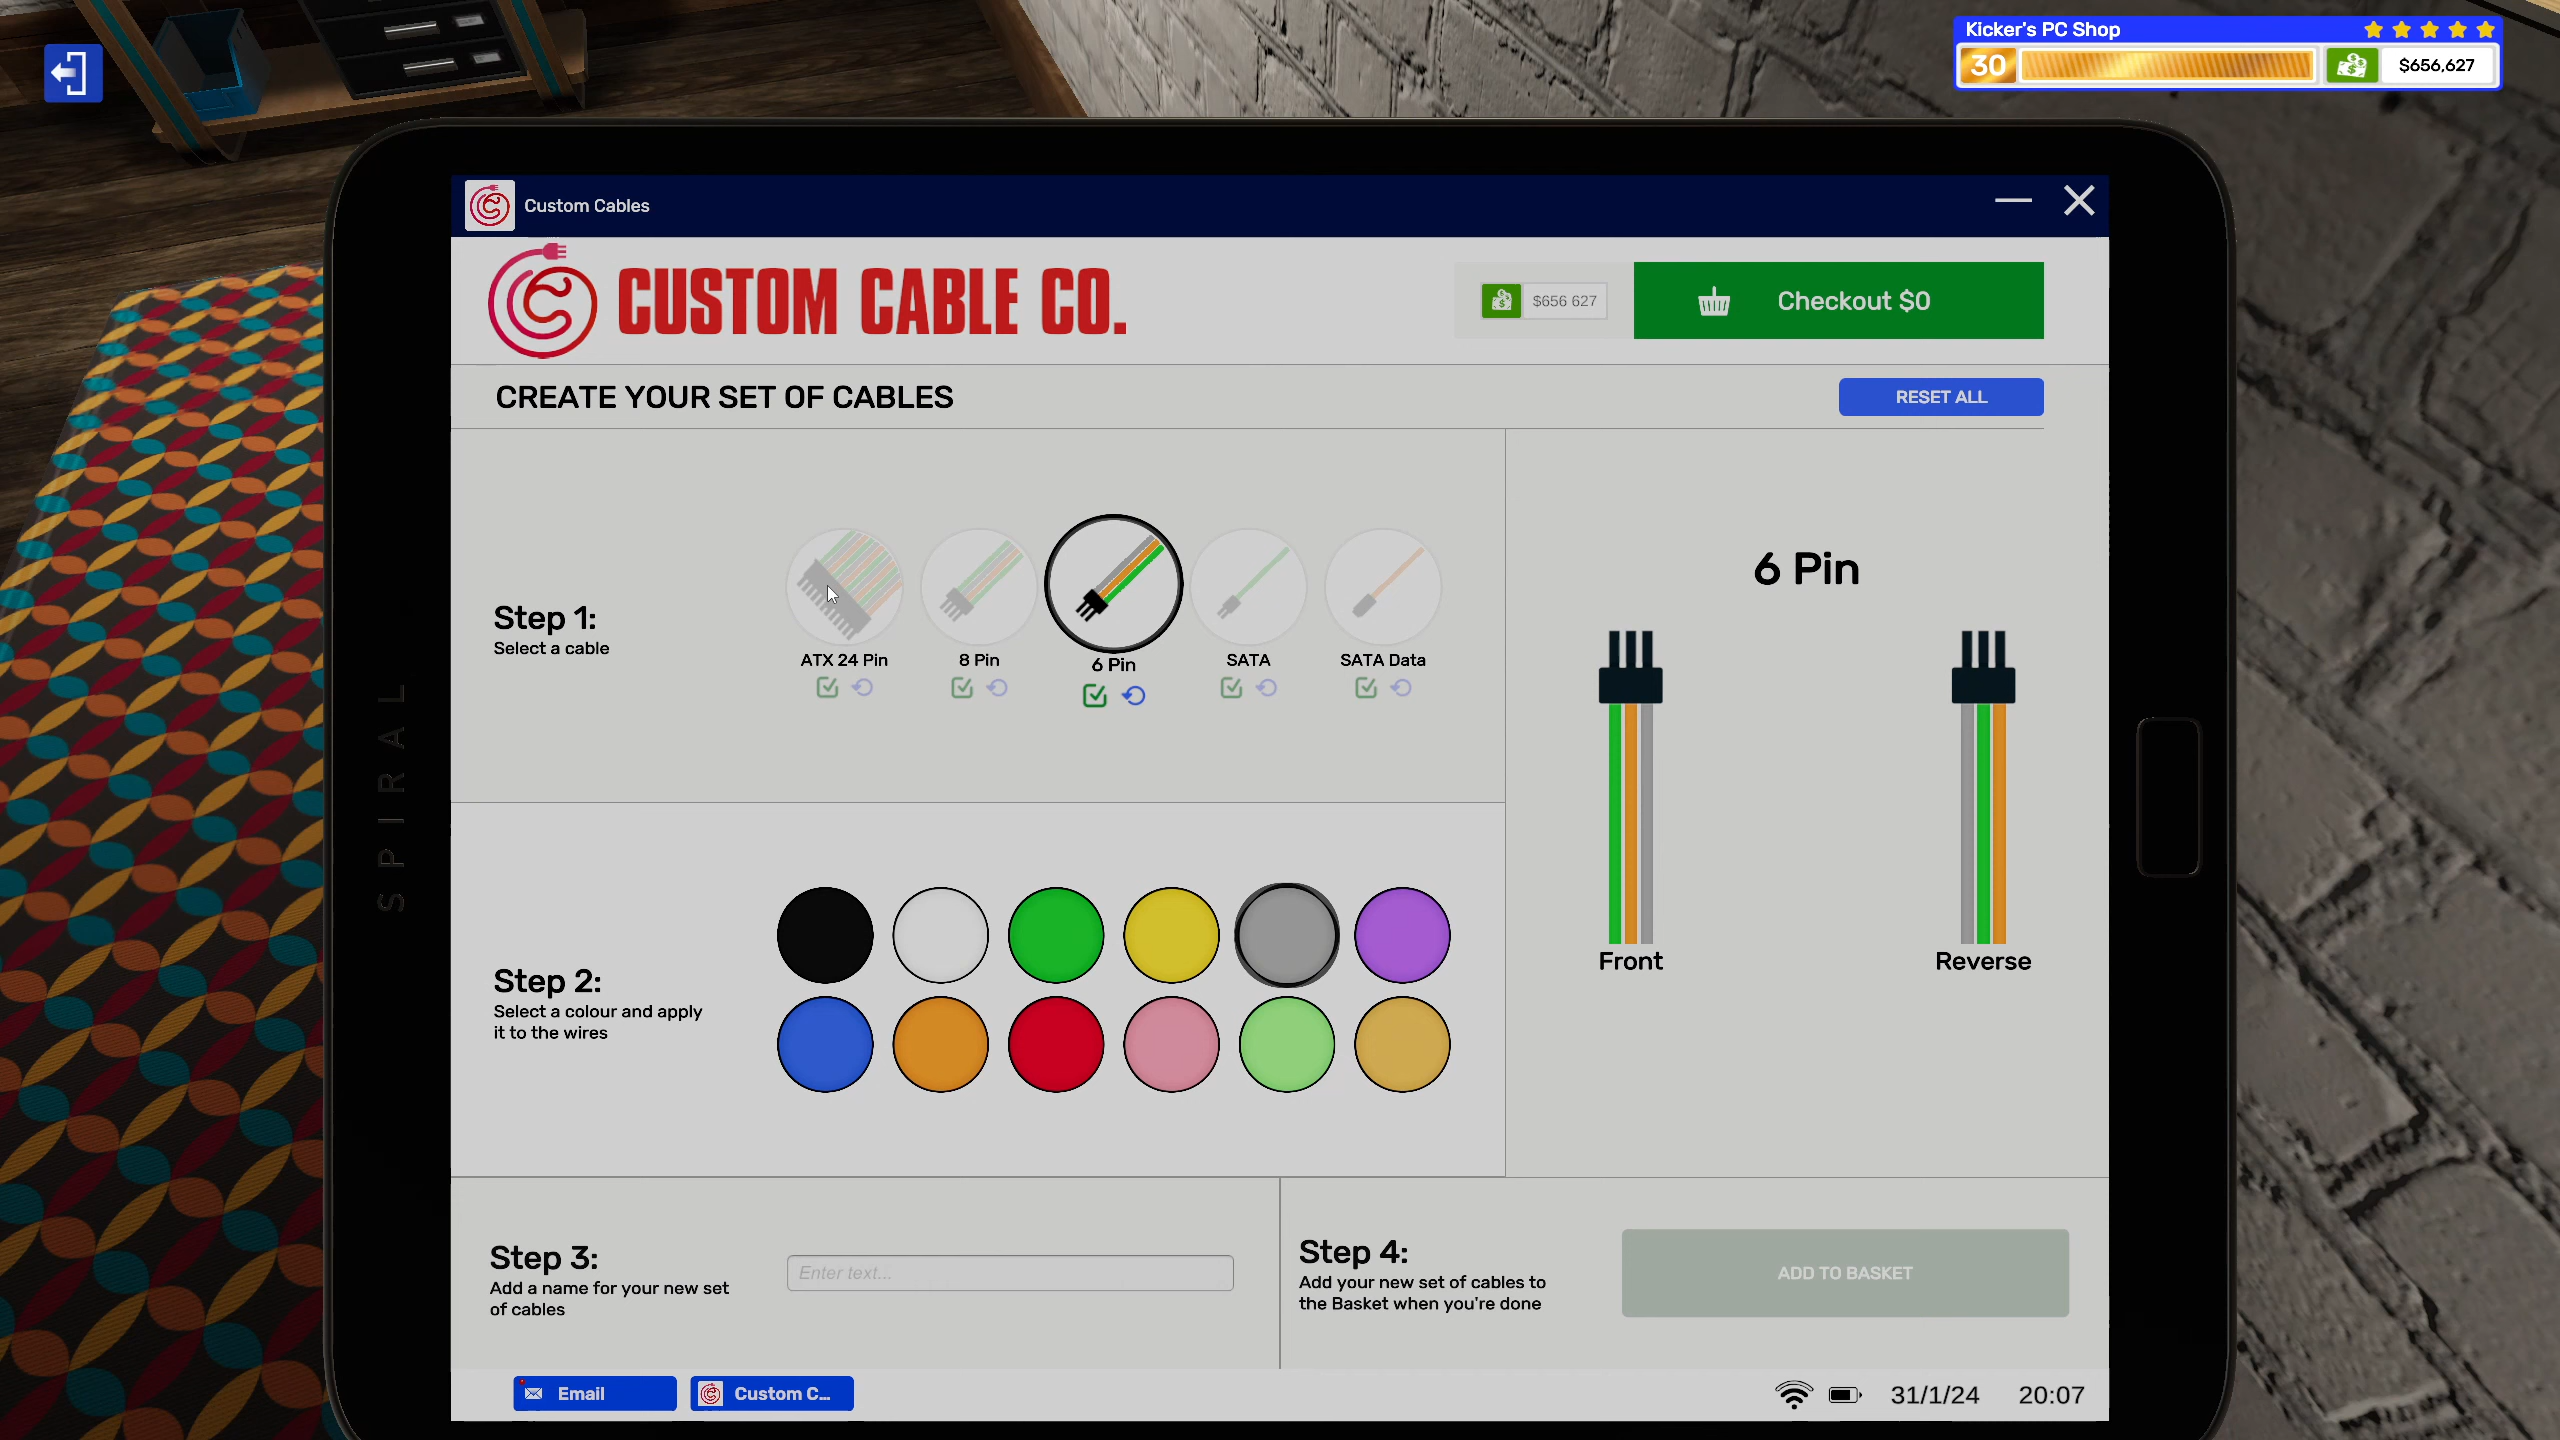 Kicker's PC Shop
30
$656,627
Custom Cables
CUSTOM CABLE CO.
$656 627
Checkout $0
CREATE YOUR SET OF CABLES
RESET ALL
Step 1:
Select a cable
ATX 24 Pin
8 Pin
6 Pin
SATA
SATA Data
6 Pin
Front
Reverse
SPIRAL
Step 2:
Select a colour and apply
it to the wires
Step 3:
Add a name for your new set
of cables
Enter text...
Step 4:
Add your new set of cables to
the Basket when you're done
ADD TO BASKET
Email
Custom C...
31/1/24
20:07